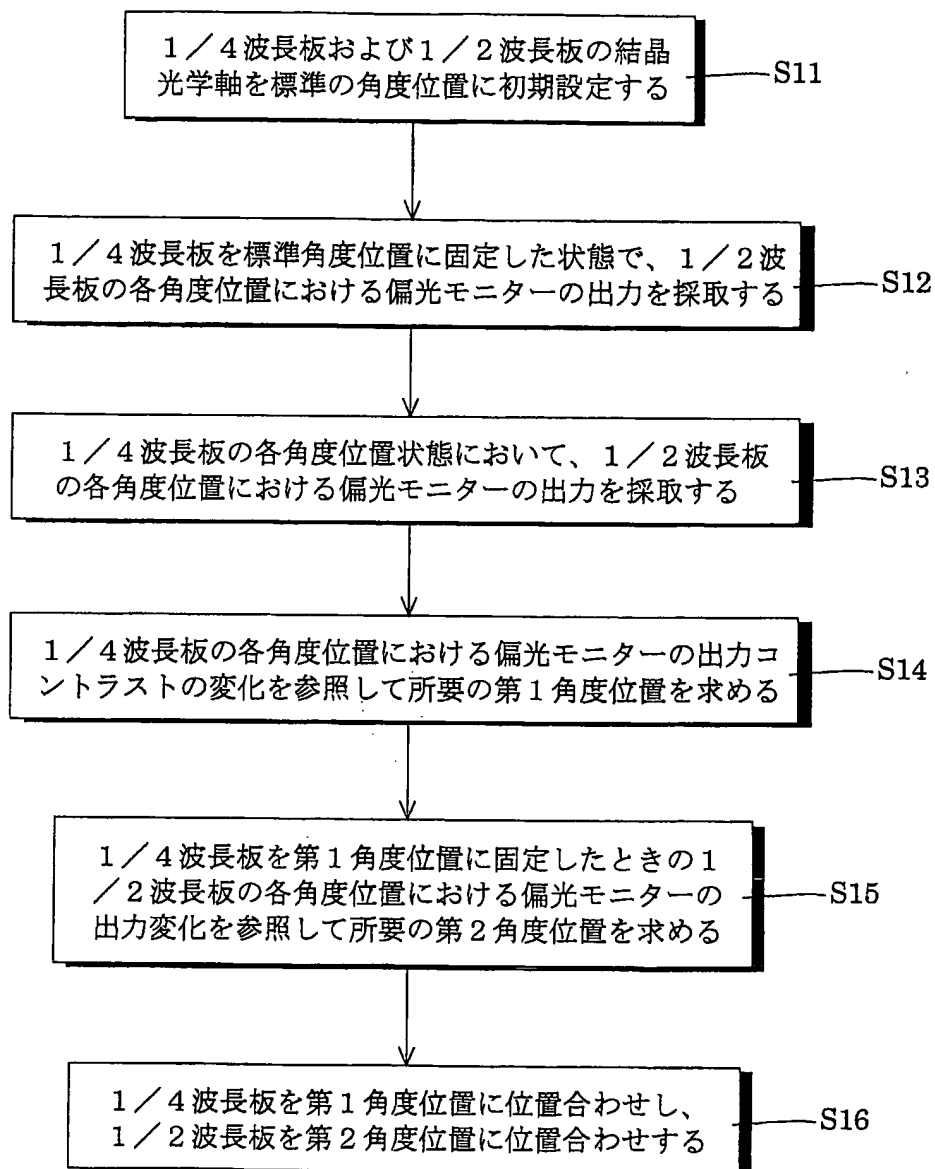 １／４波長板および１／２波長板の結晶
光学軸を標準の角度位置に初期設定する
S11
１／４波長板を標準角度位置に固定した状態で、１／２波
長板の各角度位置における偏光モニターの出力を採取する
S12
１／４波長板の各角度位置状態において、１／２波長板
の各角度位置における偏光モニターの出力を採取する
S13
１／４波長板の各角度位置における偏光モニターの出力コ
ントラストの変化を参照して所要の第１角度位置を求める
S14
１／４波長板を第１角度位置に固定したときの１
／２波長板の各角度位置における偏光モニターの
出力変化を参照して所要の第２角度位置を求める
S15
１／４波長板を第１角度位置に位置合わせし、
１／２波長板を第２角度位置に位置合わせする
S16